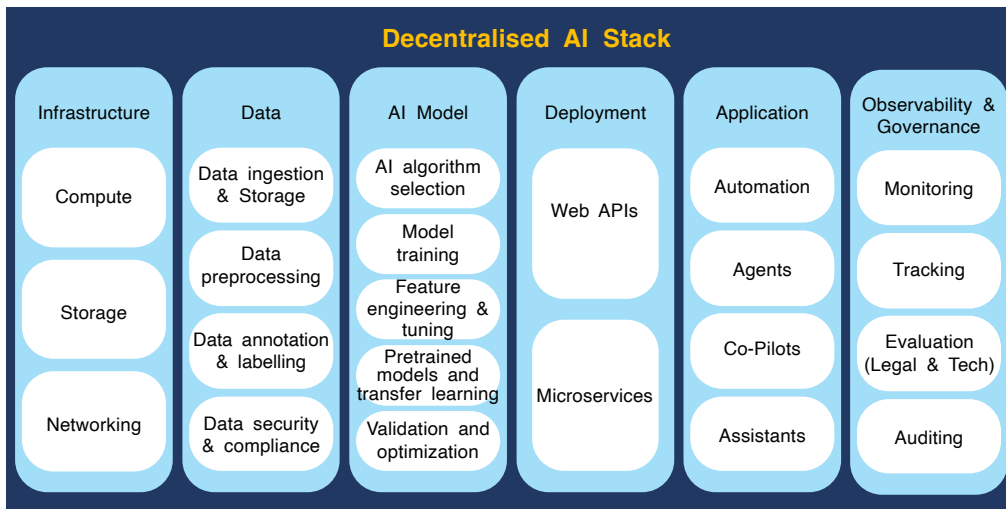 Decentralised AI Stack
Infrastructure
Compute
Storage
Networking
Data
Data ingestion
& Storage
Data
preprocessing
Data annotation
& labelling
Data security
& compliance
AI Model
AI algorithm
selection
Model
training
Feature
engineering &
tuning
Pretrained
models and
transfer learning
Validation and
optimization
Deployment
Web APIs
Microservices
Application
Automation
Agents
Co-Pilots
Assistants
Observability &
Governance
Monitoring
Tracking
Evaluation
(Legal & Tech)
Auditing